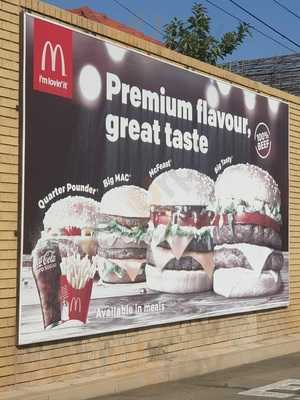 i'm lovin' it
Premium flavour,
great taste
100%
BEEF
Quarter Pounder
Big MAC
McFeast
Big Tasty
Coca-Cola
zero
Available in meals